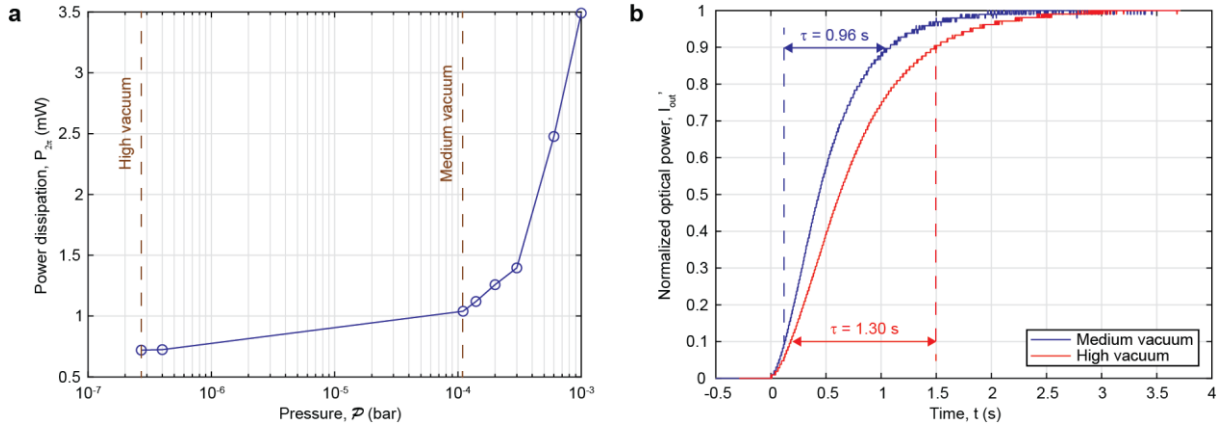 a
3.5
3
2.5
2
1.5
1
0.5
Power dissipation, P2π (mW)
High vacuum
Medium vacuum
10-7
10-6
10-5
10-4
10-3
Pressure, 𝒫 (bar)
b
1
0.9
0.8
0.7
0.6
0.5
0.4
0.3
0.2
0.1
0
Normalized optical power, Iout'
τ = 0.96 s
τ = 1.30 s
Medium vacuum
High vacuum
-0.5
0
0.5
1
1.5
2
2.5
3
3.5
4
Time, t (s)